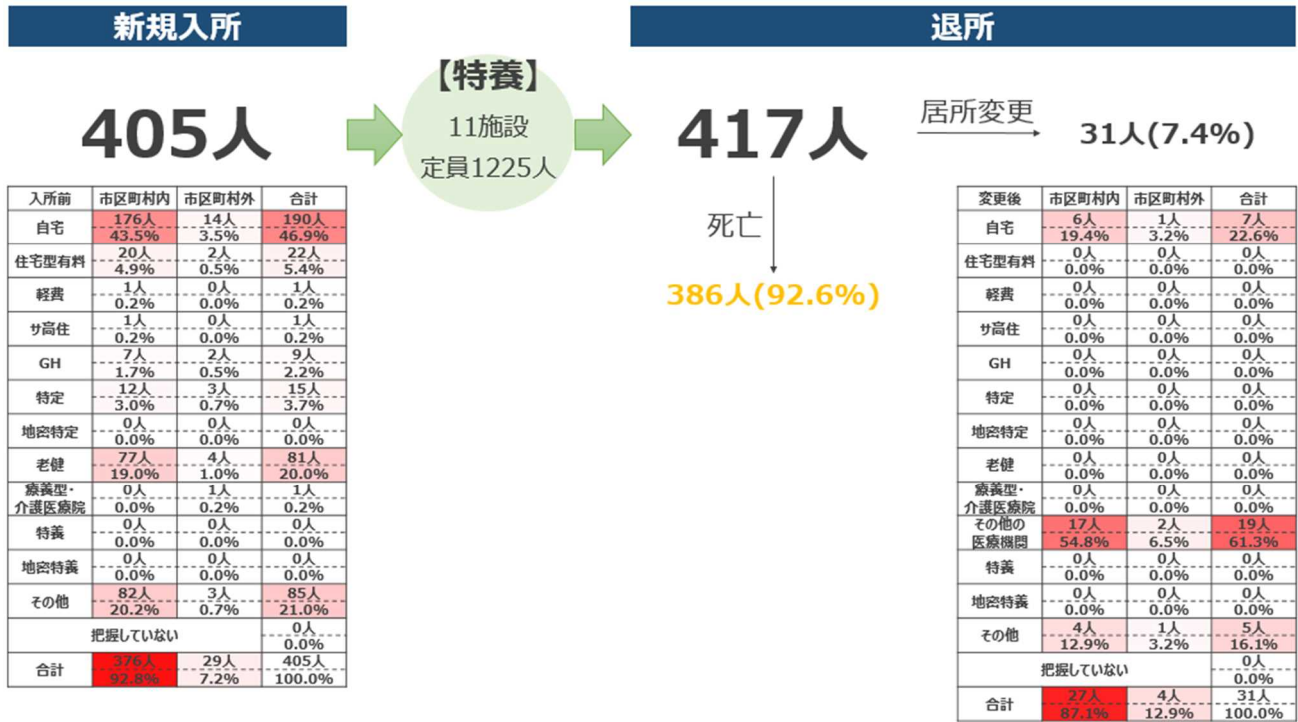 新規入所
405人
【特養】
11施設
定員1225人
退所
417人
居所変更
31人(7.4%)
死亡
386人(92.6%)
入所前 市区町村内 市区町村外 合計
自宅 176人 14人 190人
43.5% 3.5% 46.9%
住宅型有料 20人 2人 22人
4.9% 0.5% 5.4%
経費 1人 0人 1人
0.2% 0.0% 0.2%
サ高住 1人 0人 1人
0.2% 0.0% 0.2%
GH 7人 2人 9人
1.7% 0.5% 2.2%
特定 12人 3人 15人
3.0% 0.7% 3.7%
地密特定 0人 0人 0人
0.0% 0.0% 0.0%
老健 77人 4人 81人
19.0% 1.0% 20.0%
療養型・ 0人 1人 1人
介護医療院 0.0% 0.2% 0.2%
特義 0人 0人 0人
0.0% 0.0% 0.0%
地密特義 0人 0人 0人
0.0% 0.0% 0.0%
その他 82人 3人 85人
20.2% 0.7% 21.0%
把握していない 0人
0.0%
合計 376人 29人 405人
92.8% 7.2% 100.0%
変更後 市区町村内 市区町村外 合計
自宅 6人 1人 7人
19.4% 3.2% 22.6%
住宅型有料 0人 0人 0人
0.0% 0.0% 0.0%
経費 0人 0人 0人
0.0% 0.0% 0.0%
サ高住 0人 0人 0人
0.0% 0.0% 0.0%
GH 0人 0人 0人
0.0% 0.0% 0.0%
特定 0人 0人 0人
0.0% 0.0% 0.0%
地密特定 0人 0人 0人
0.0% 0.0% 0.0%
老健 0人 0人 0人
0.0% 0.0% 0.0%
療養型・ 0人 0人 0人
介護医療院 0.0% 0.0% 0.0%
その他の 17人 2人 19人
医療機関 54.8% 6.5% 61.3%
特義 0人 0人 0人
0.0% 0.0% 0.0%
地密特義 0人 0人 0人
0.0% 0.0% 0.0%
その他 4人 1人 5人
12.9% 3.2% 16.1%
把握していない 0人
0.0%
合計 27人 4人 31人
87.1% 12.9% 100.0%